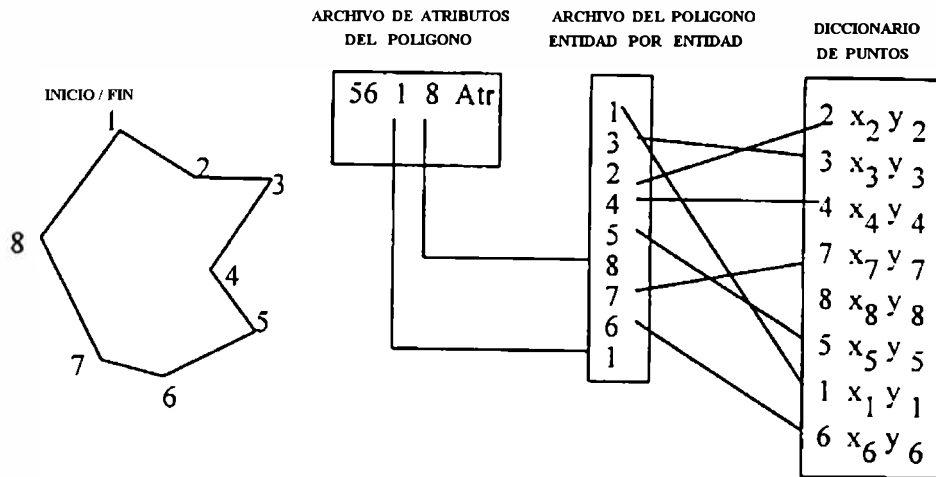 ARCHIVO DE ATRIBUTOS
DEL POLIGONO
ARCHIVO DEL POLIGONO
ENTIDAD POR ENTIDAD
DICCIONARIO
DE PUNTOS
INICIO / FIN
1
2
3
4
5
6
7
8
56 1 8 Atr
1
3
2
4
5
8
7
6
1
2 x2 y2
3 x3 y3
4 x4 y4
7 x7 y7
8 x8 y8
5 x5 y5
1 x1 y1
6 x6 y6